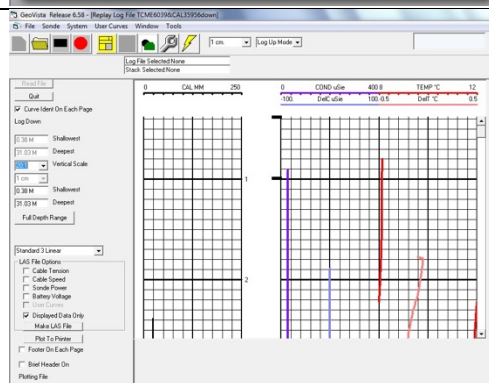 GeoVista Release 6.58 - [Replay Log File TCME6039&CAL35956down]
File Sonde System User Curves Window Tools
1 cm. Log Up Mode
Log File Selected:None
Stack Selected:None
Read File
Quit
Curve Ident On Each Page
Log Down
0.38 M Shallowest
31.03 M Deepest
20:1 Vertical Scale
1 cm
0.38 M Shallowest
31.03 M Deepest
Full Depth Range
Standard 3 Linear
LAS File Options
Cable Tension
Cable Speed
Sonde Power
Battery Voltage
User Curves
Displayed Data Only
Make LAS File
Plot To Printer
Footer On Each Page
Brief Header On
Plotting File
0 CAL MM 250
0 COND uSie 400.8 TEMP °C 12
-100. DelC uSie 100.-0.5 DelT °C 0.5
1
2